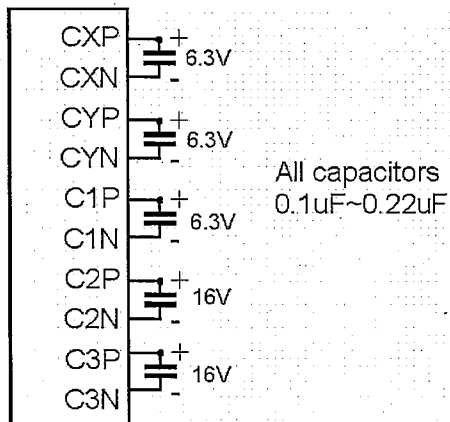 CXP +
6.3V
CXN -
CYP +
6.3V
CYN -
C1P +
6.3V
C1N -
C2P +
16V
C2N -
C3P +
16V
C3N -
All capacitors
0.1uF~0.22uF